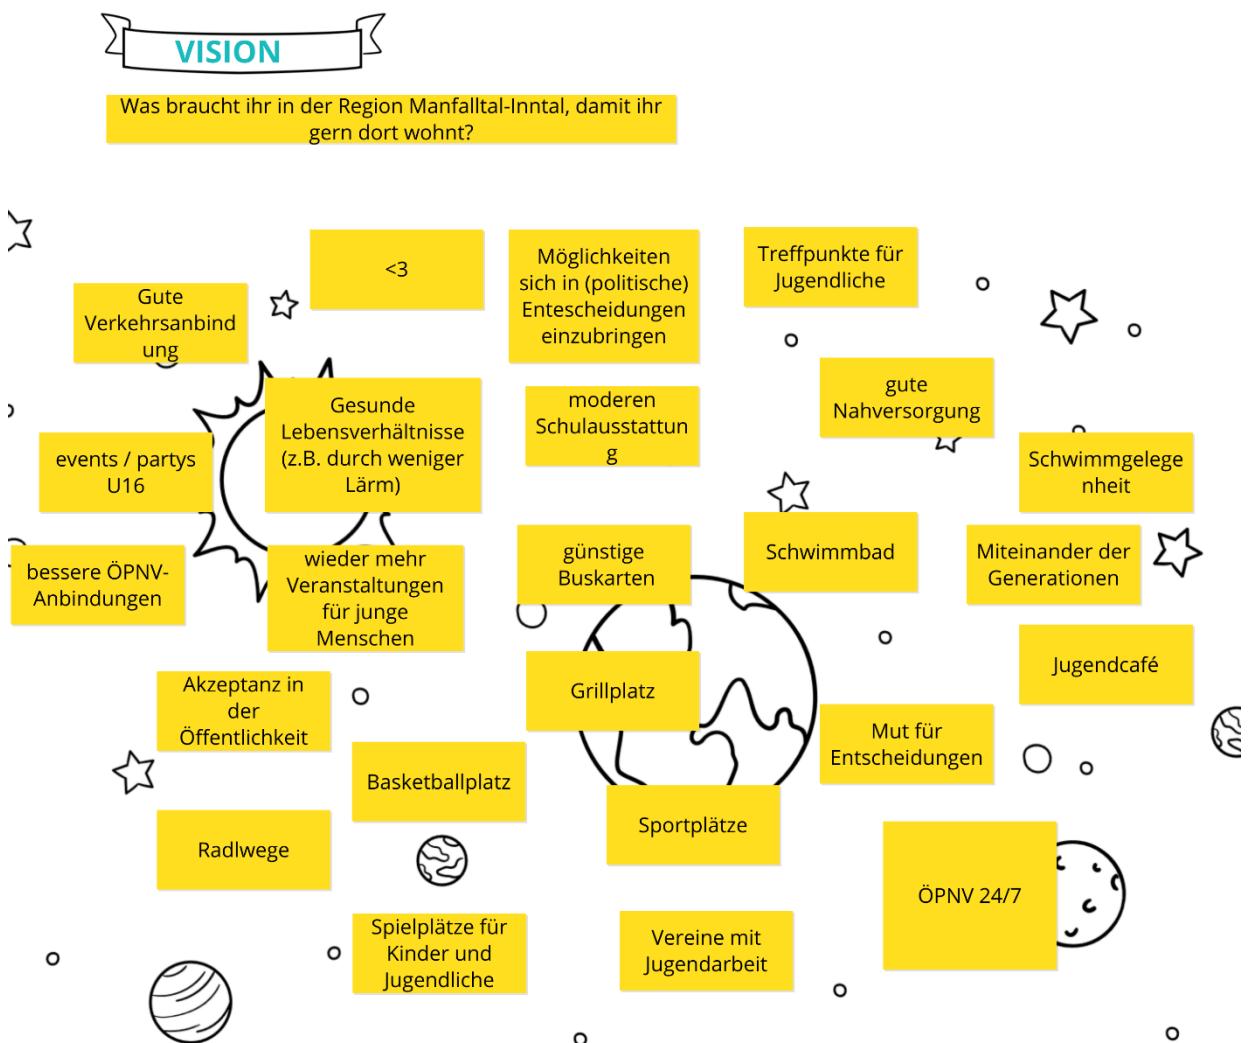 VISION
Was braucht ihr in der Region Manfalltal-Inntal, damit ihr
gern dort wohnt?
<3
Möglichkeiten
sich in (politische)
Entescheidungen
einzubringen
Treffpunkte für
Jugendliche
Gute
Verkehrsanbind
ung
Gesunde
Lebensverhältnisse
(z.B. durch weniger
Lärm)
moderen
Schulausstattun
g
gute
Nahversorgung
events / partys
U16
Schwimmgelege
nheit
bessere ÖPNV-
Anbindungen
wieder mehr
Veranstaltungen
für junge
Menschen
günstige
Buskarten
Schwimmbad
Miteinander der
Generationen
Jugendcafé
Grillplatz
Akzeptanz in
der
Öffentlichkeit
Mut für
Entscheidungen
Basketballplatz
Sportplätze
Radlwege
ÖPNV 24/7
Spielplätze für
Kinder und
Jugendliche
Vereine mit
Jugendarbeit